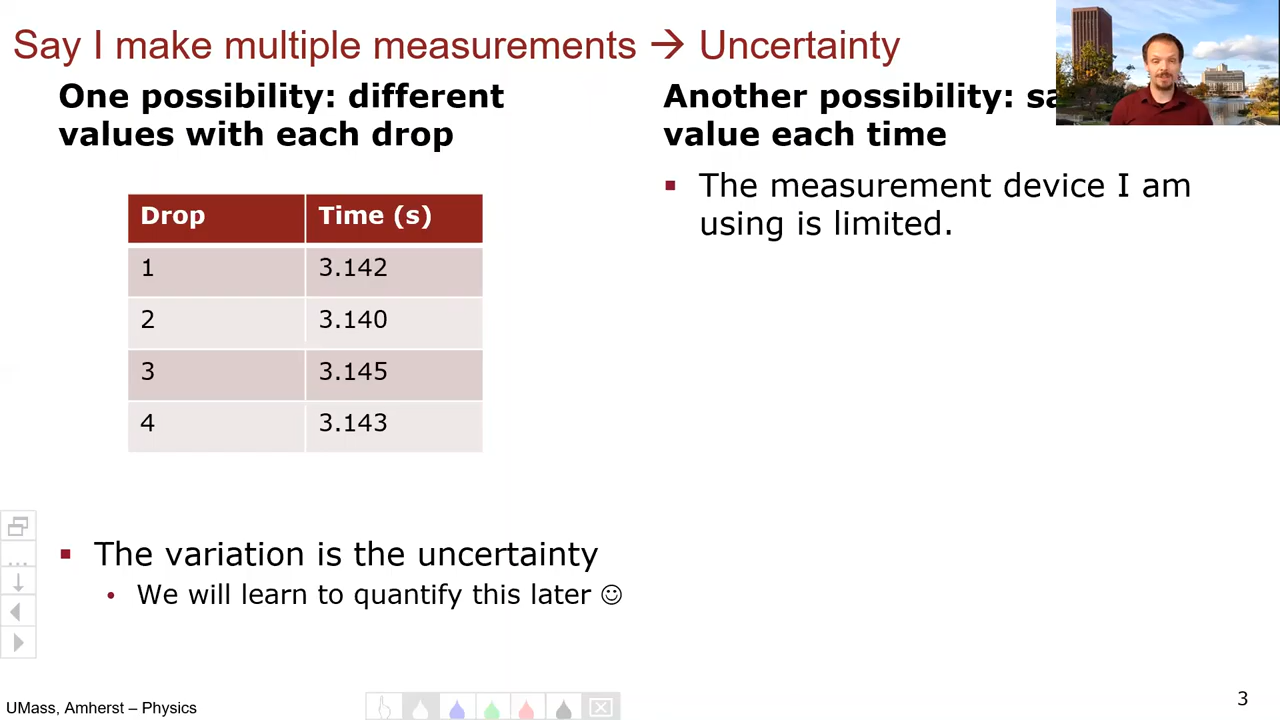 Say I make multiple measurements → Uncertainty
One possibility: different
values with each drop
Drop Time (s)
1 3.142
2 3.140
3 3.145
4 3.143
▪ The variation is the uncertainty
• We will learn to quantify this later ☺
Another possibility:
value each time
▪ The measurement device I am
using is limited.
UMass, Amherst – Physics
3